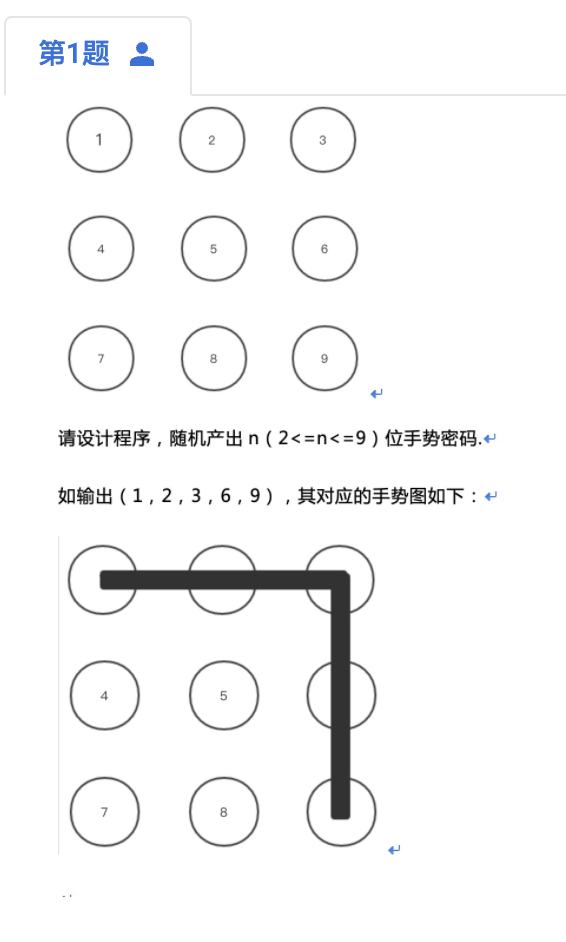 第1题
1 2 3
4 5 6
7 8 9
请设计程序，随机产出 n（2<=n<=9）位手势密码.
如输出（1，2，3，6，9），其对应的手势图如下：
4 5
7 8